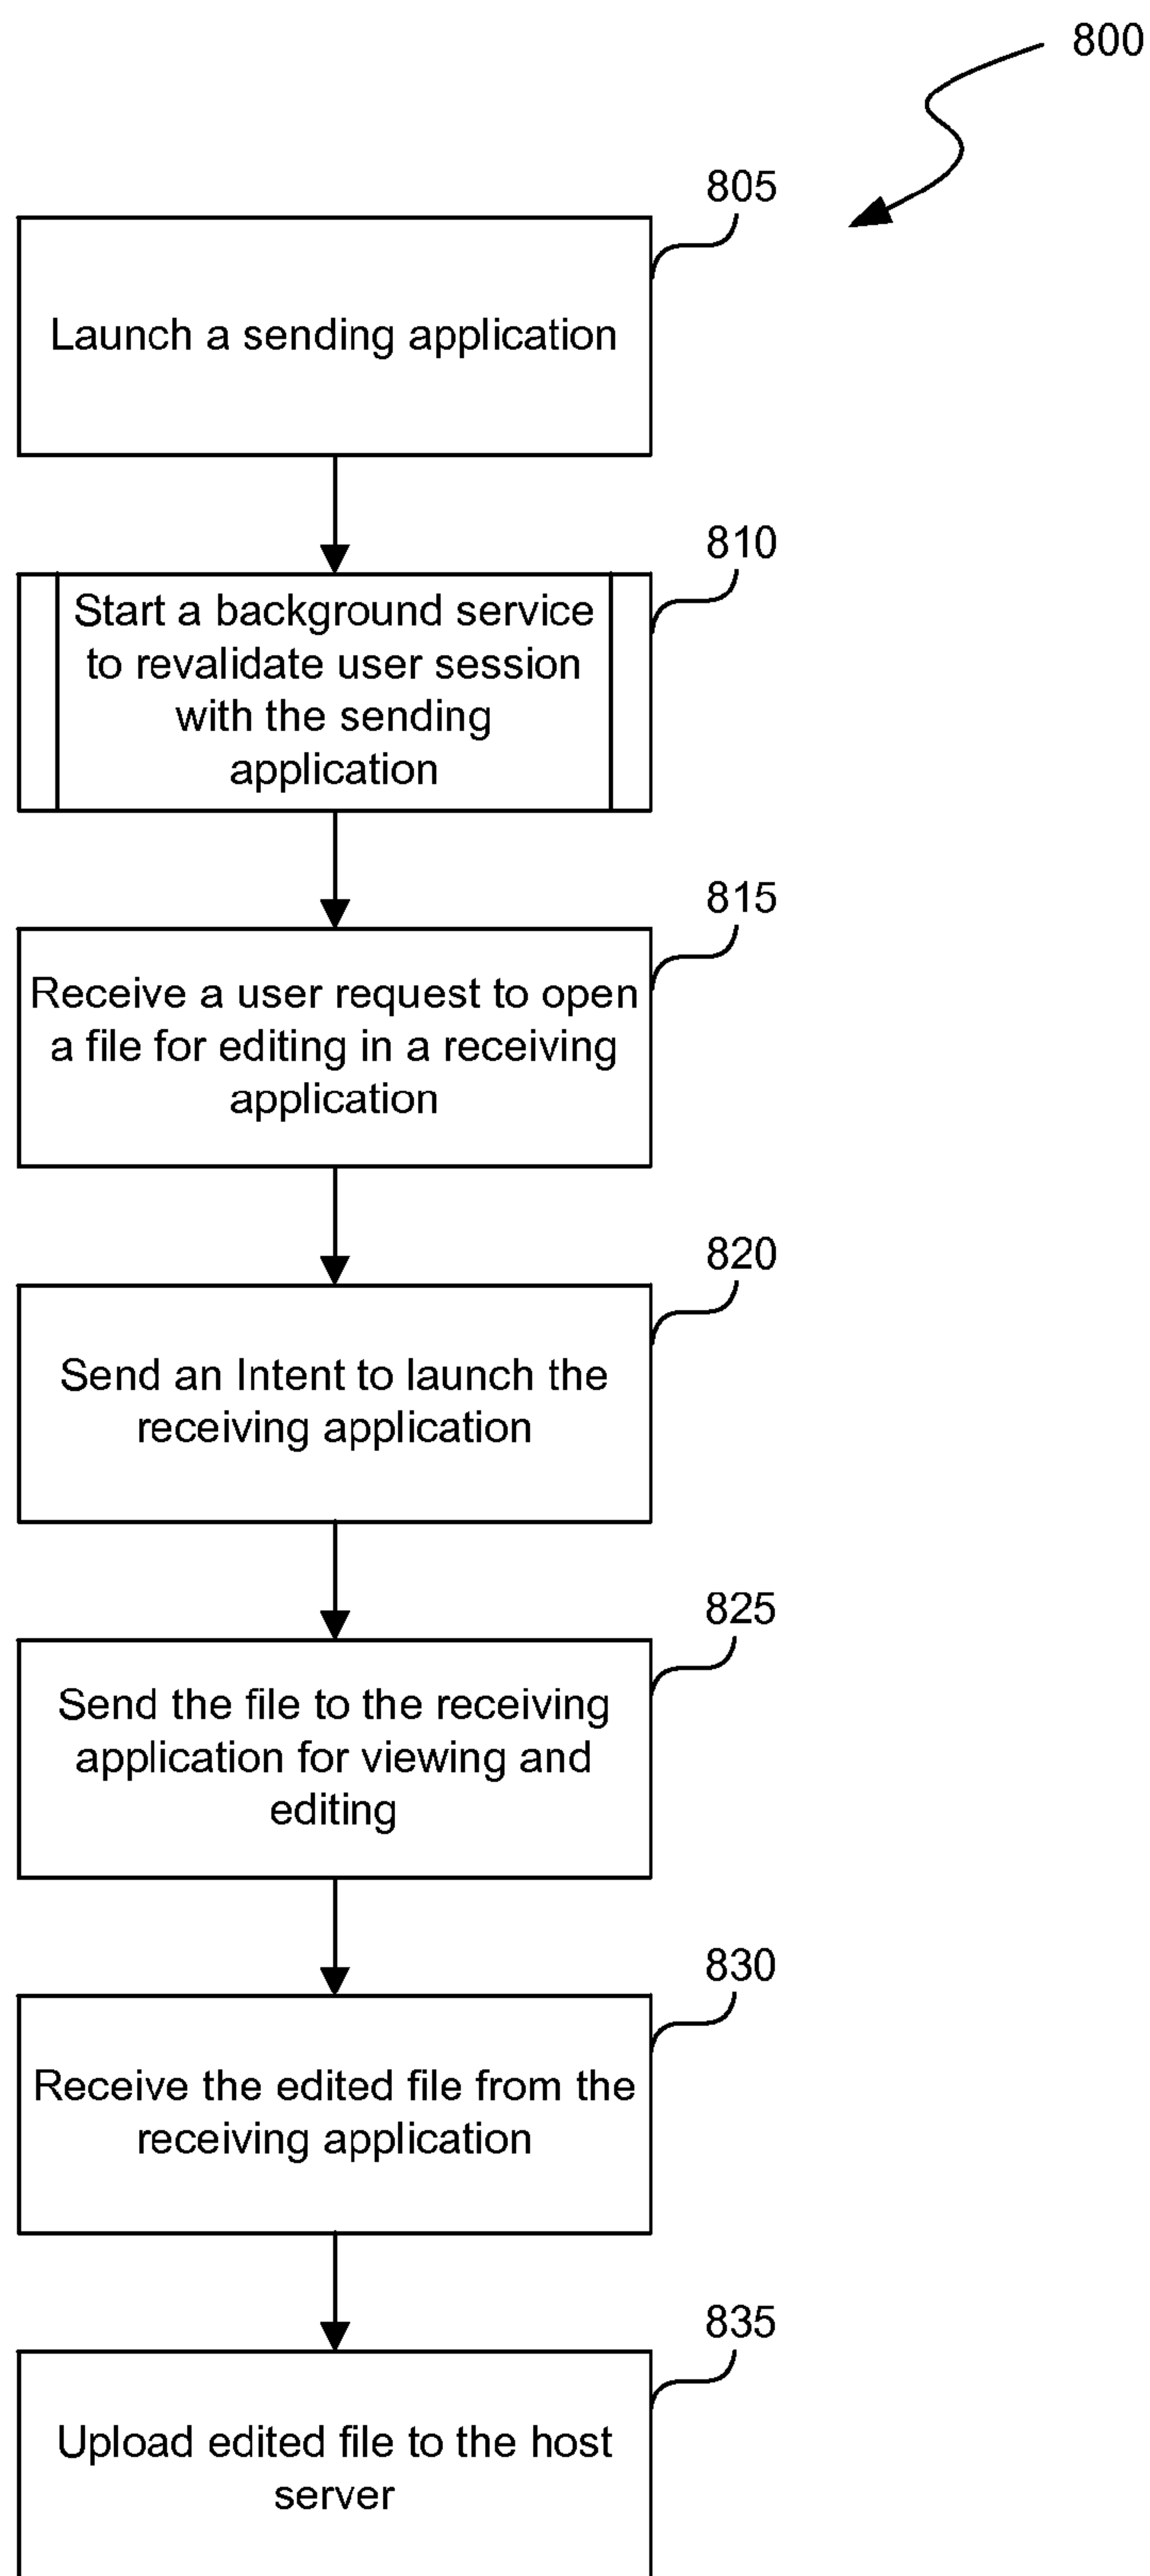 800
805
Launch a sending application
810
Start a background service
to revalidate user session
with the sending
application
815
Receive a user request to open
a file for editing in a receiving
application
820
Send an Intent to launch the
receiving application
825
Send the file to the receiving
application for viewing and
editing
830
Receive the edited file from the
receiving application
835
Upload edited file to the host
server